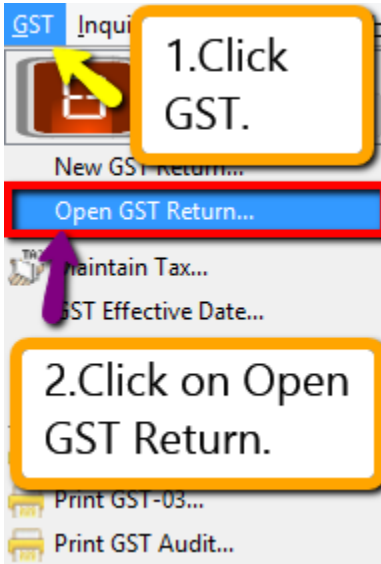 GST Inqui
1.Click
GST.
New GST Return...
Open GST Return...
Maintain Tax...
GST Effective Date...
2.Click on Open
GST Return.
Print GST-03...
Print GST Audit...